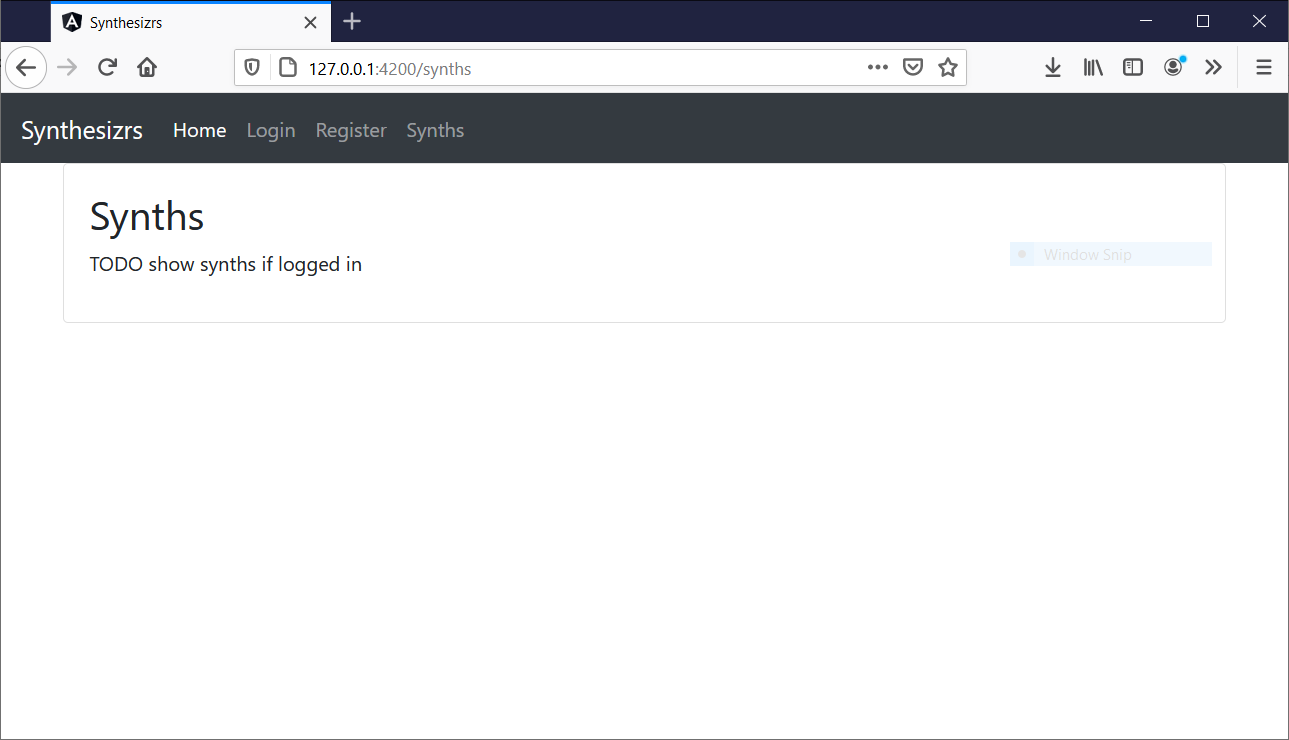 Synthesizrs
127.0.0.1:4200/synths
Synthesizrs Home Login Register Synths
Synths
TODO show synths if logged in
Window Snip